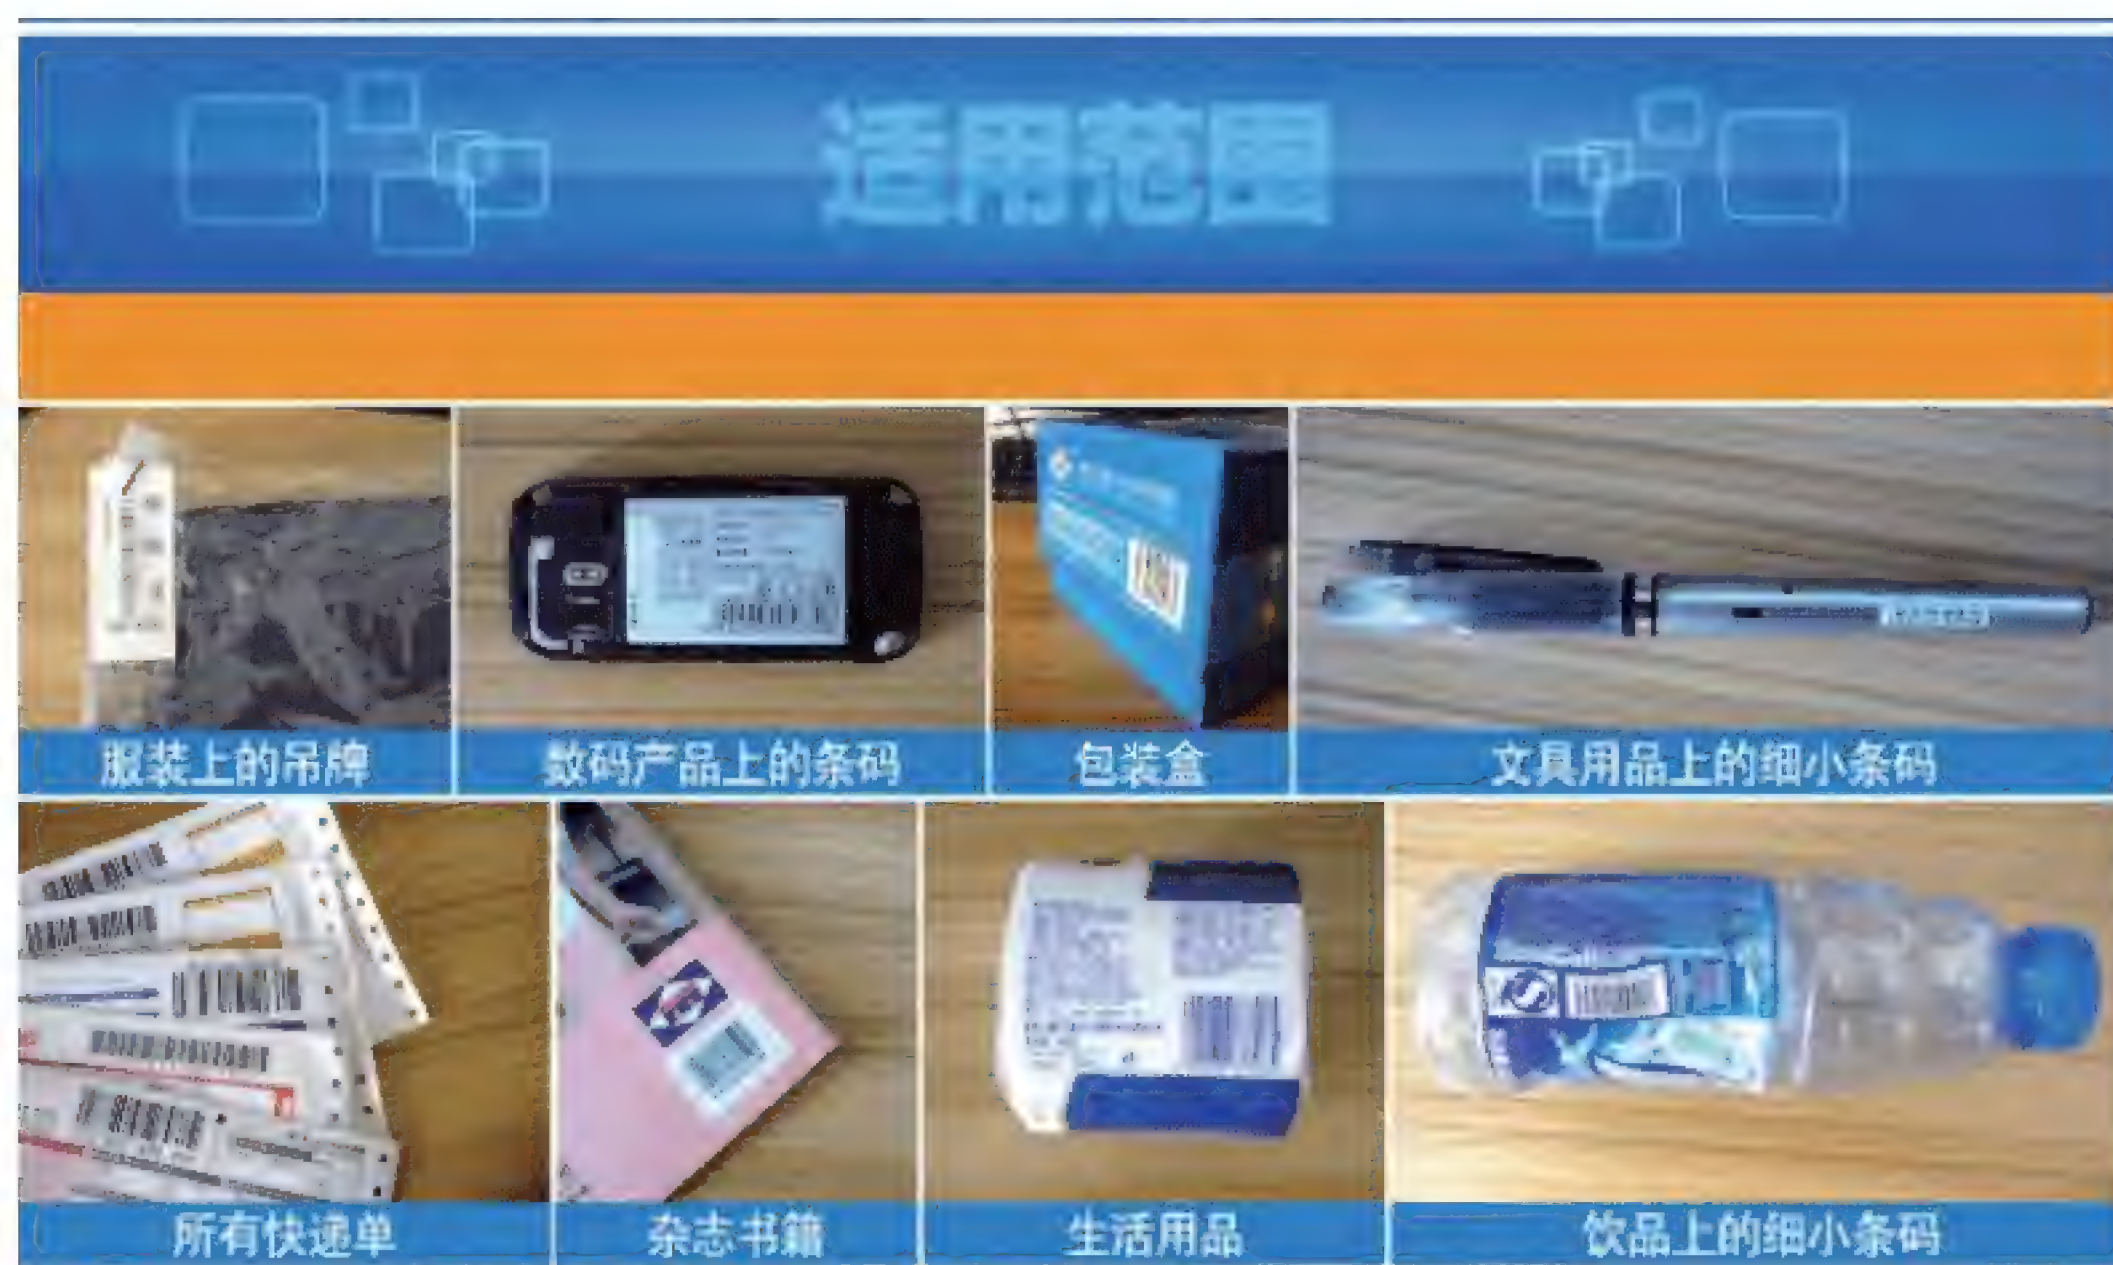 适用范围
服装上的吊牌
数码产品上的条码
包装盒
文具用品上的细小条码
所有快递单
杂志书籍
生活用品
饮品上的细小条码